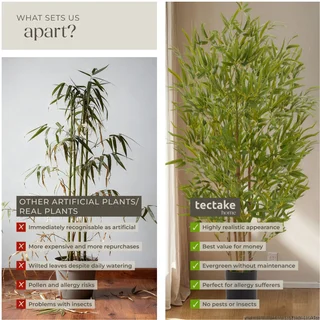 WHAT SETS US
apart?
OTHER ARTIFICIAL PLANTS/
REAL PLANTS
Immediately recognisable as artificial
More expensive and more repurchases
Wilted leaves despite daily watering
Pollen and allergy risks
Problems with insects
tectake
Highly realistic appearance
Best value for money
Evergreen without maintenance
Perfect for allergy sufferers
No pests or insects